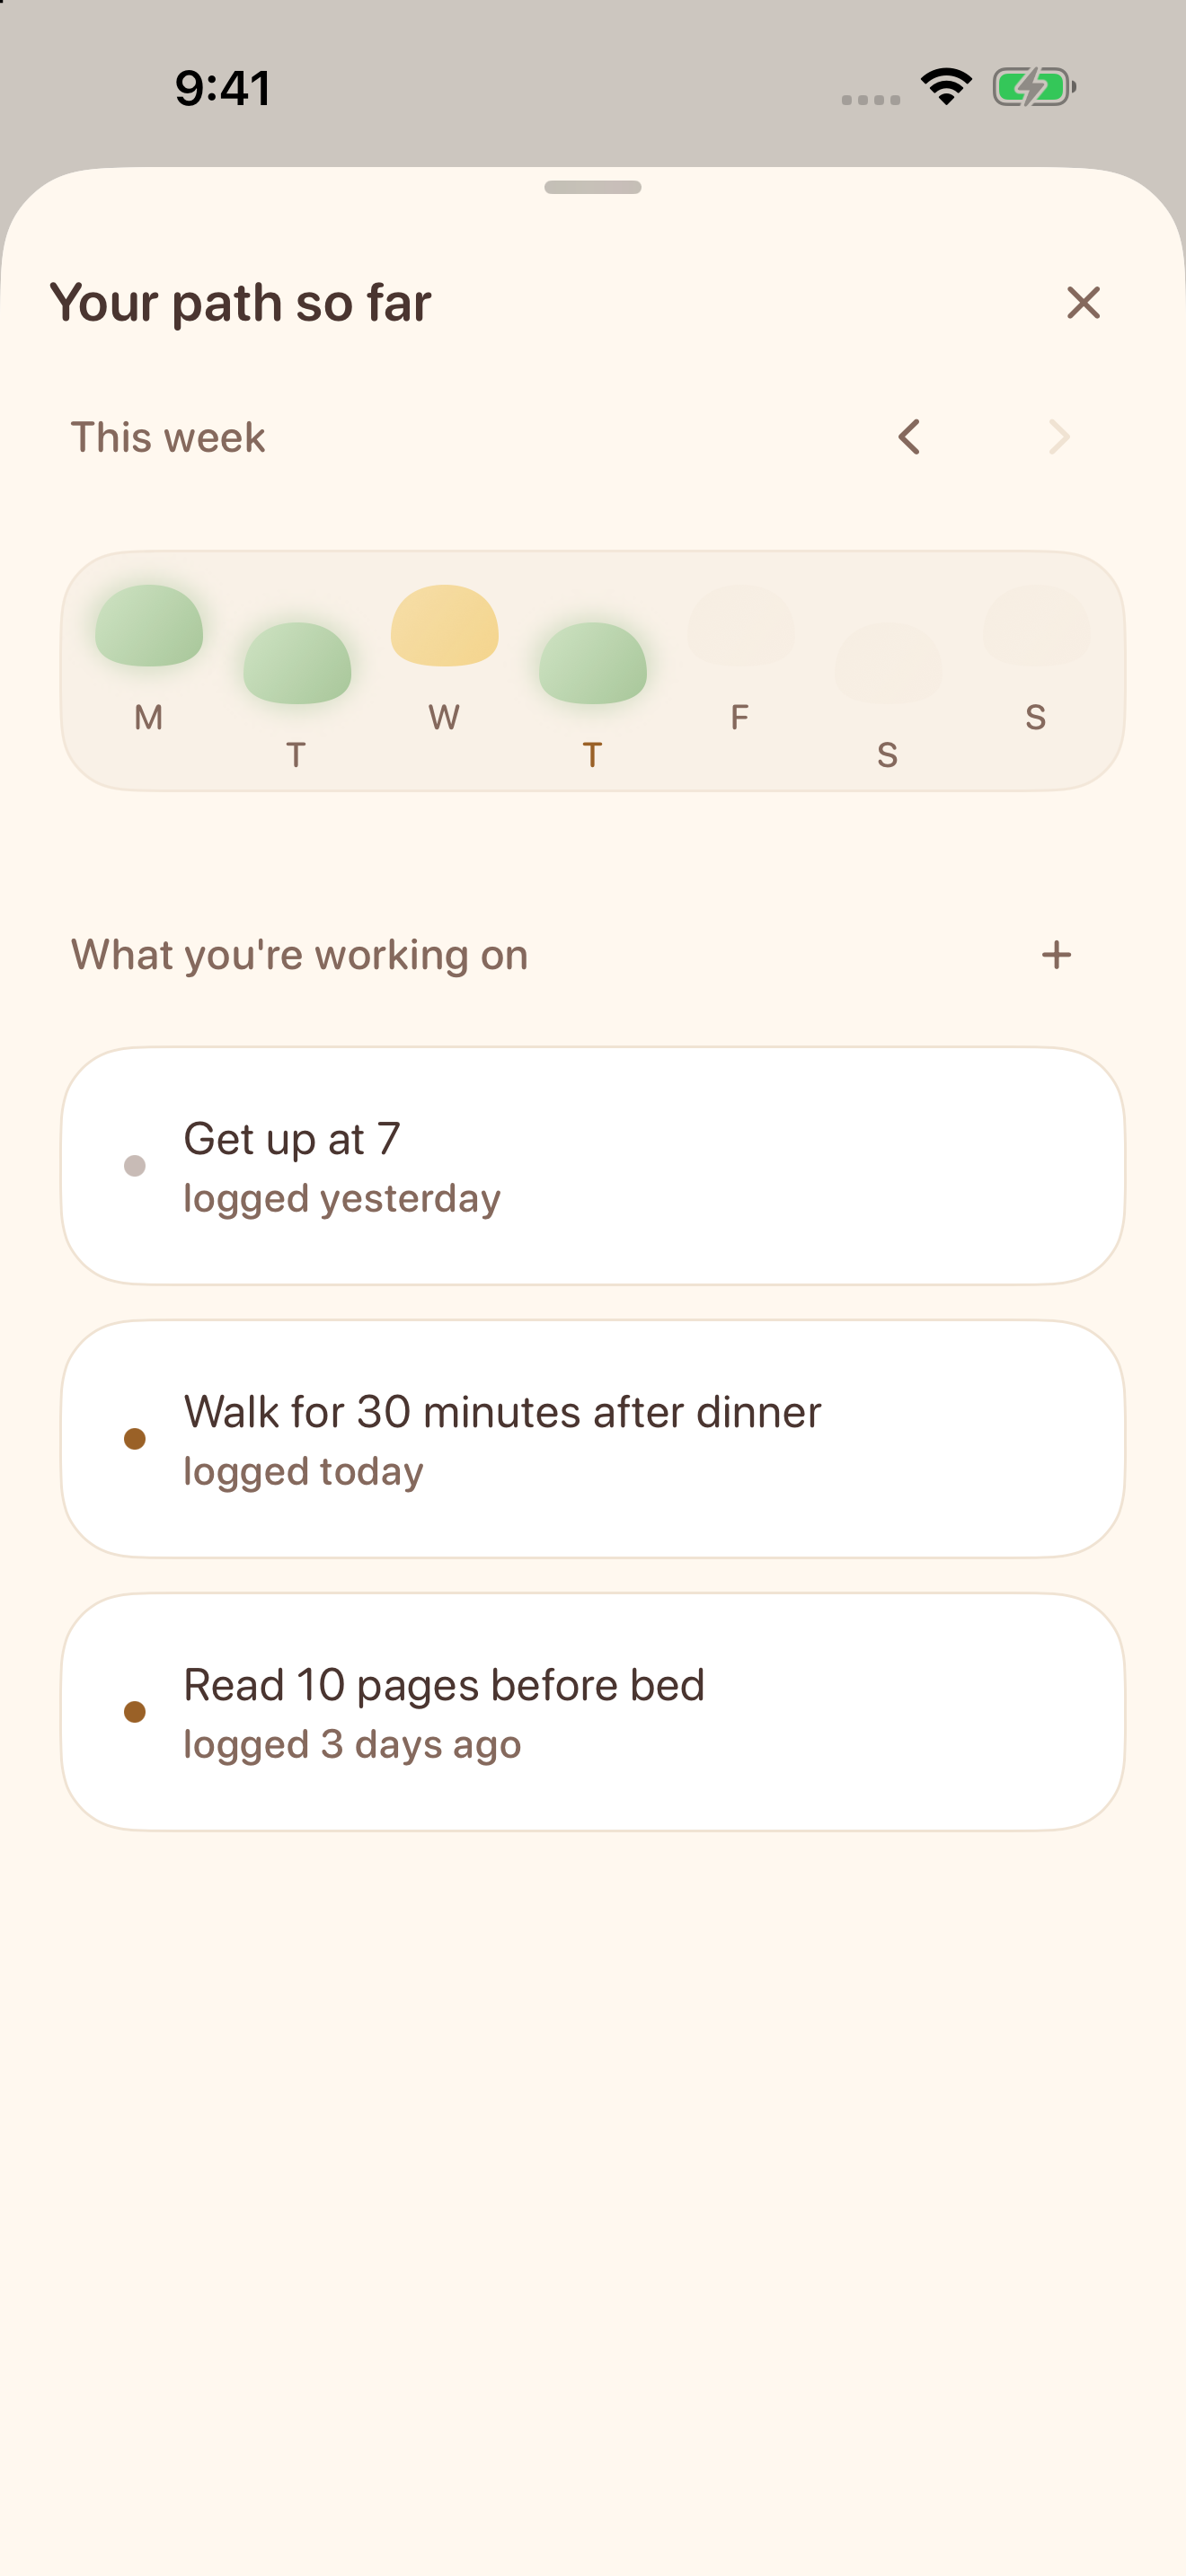 9:41
Your path so far
This week
M T W T F S S
What you're working on
Get up at 7
logged yesterday
Walk for 30 minutes after dinner
logged today
Read 10 pages before bed
logged 3 days ago